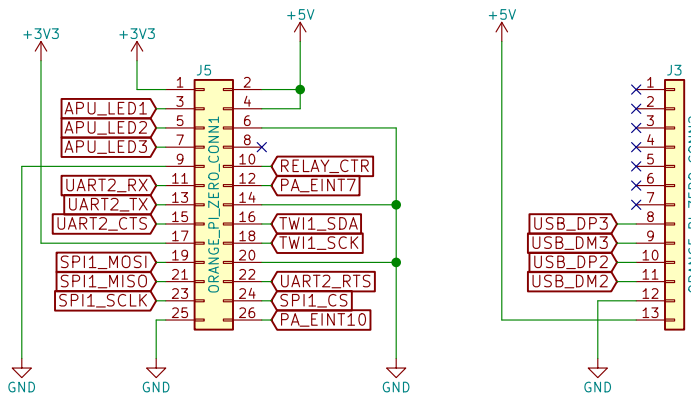 +5V
+5V
+3V3
+3V3
J5
J3
1
2
3
4
5
6
7
8
9
10
11
12
13
14
15
16
17
18
19
20
21
22
23
24
25
26
APU_LED1
APU_LED2
APU_LED3
UART2_RX
UART2_TX
UART2_CTS
SPI1_MOSI
SPI1_MISO
SPI1_SCLK
ORANGE_PI_ZERO_CONN1
RELAY_CTR
PA_EINT7
TWI1_SDA
TWI1_SCK
UART2_RTS
SPI1_CS
PA_EINT10
1
2
3
4
5
6
7
8
9
10
11
12
13
USB_DP3
USB_DM3
USB_DP2
USB_DM2
GND
GND
GND
GND